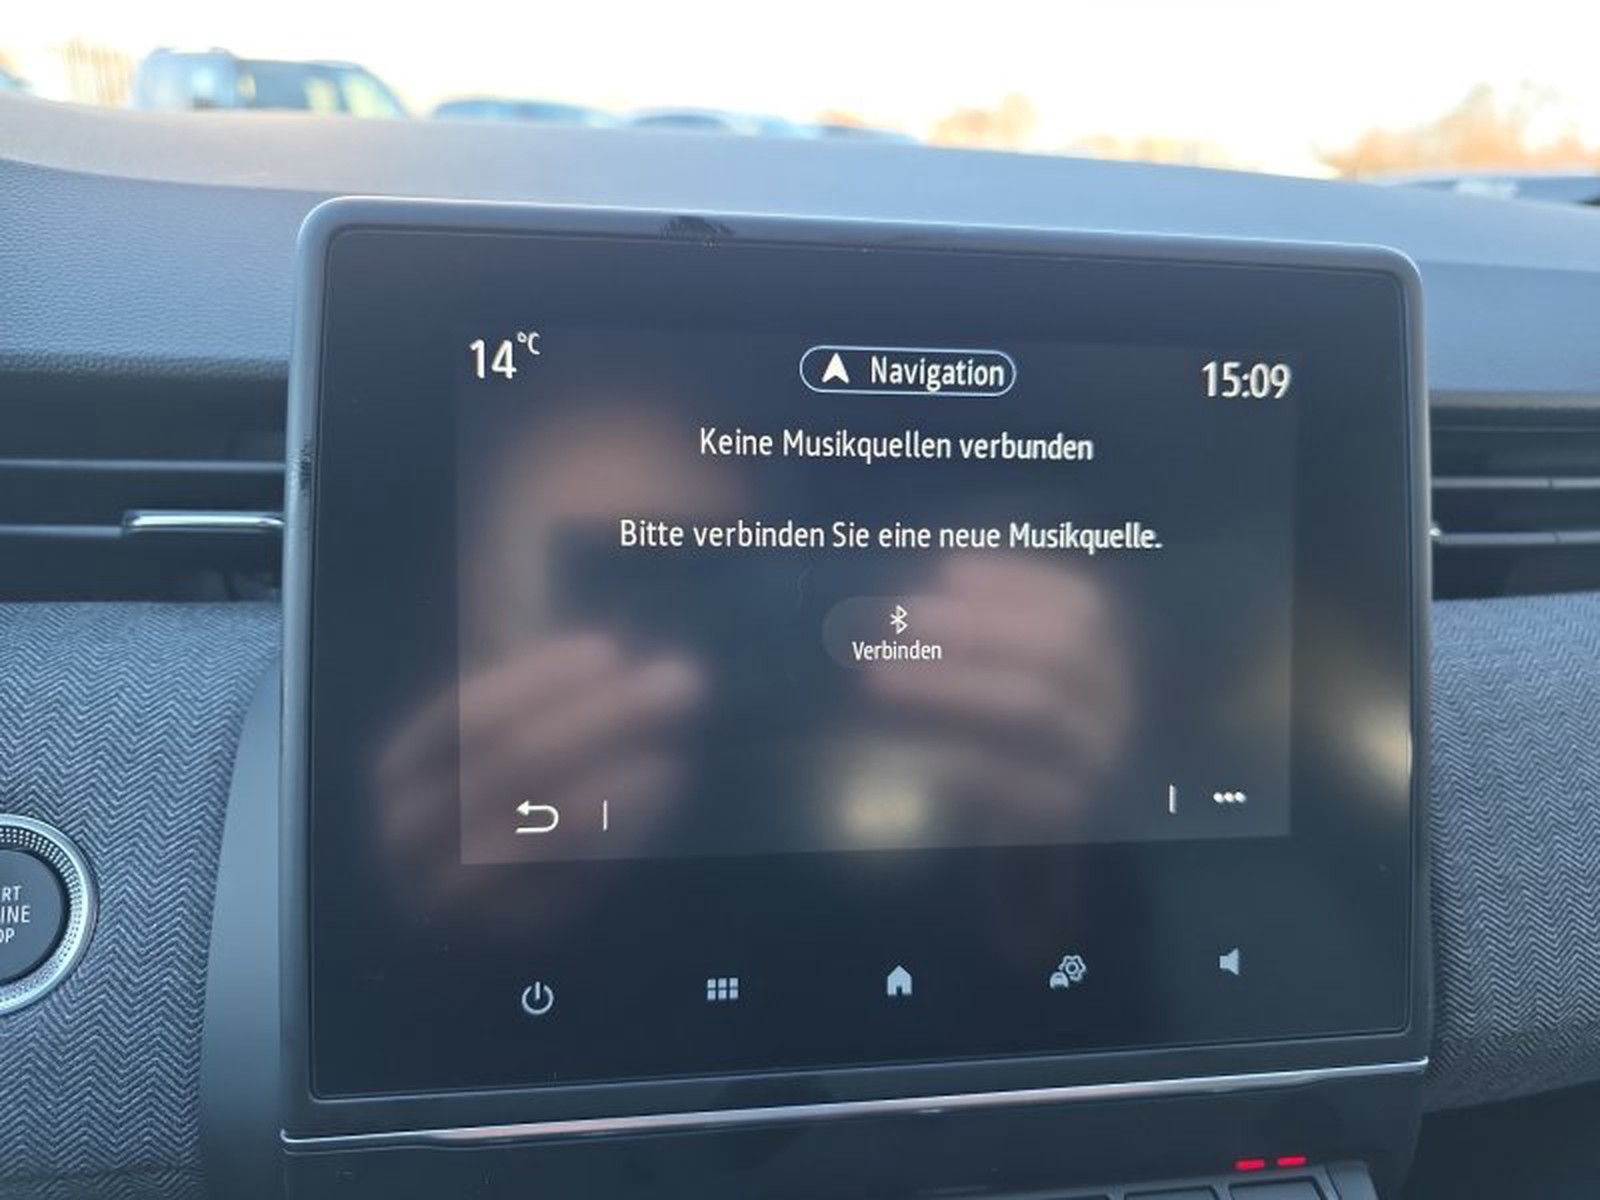 14°C
Navigation
15:09
Keine Musikquellen verbunden
Bitte verbinden Sie eine neue Musikquelle.
Verbinden